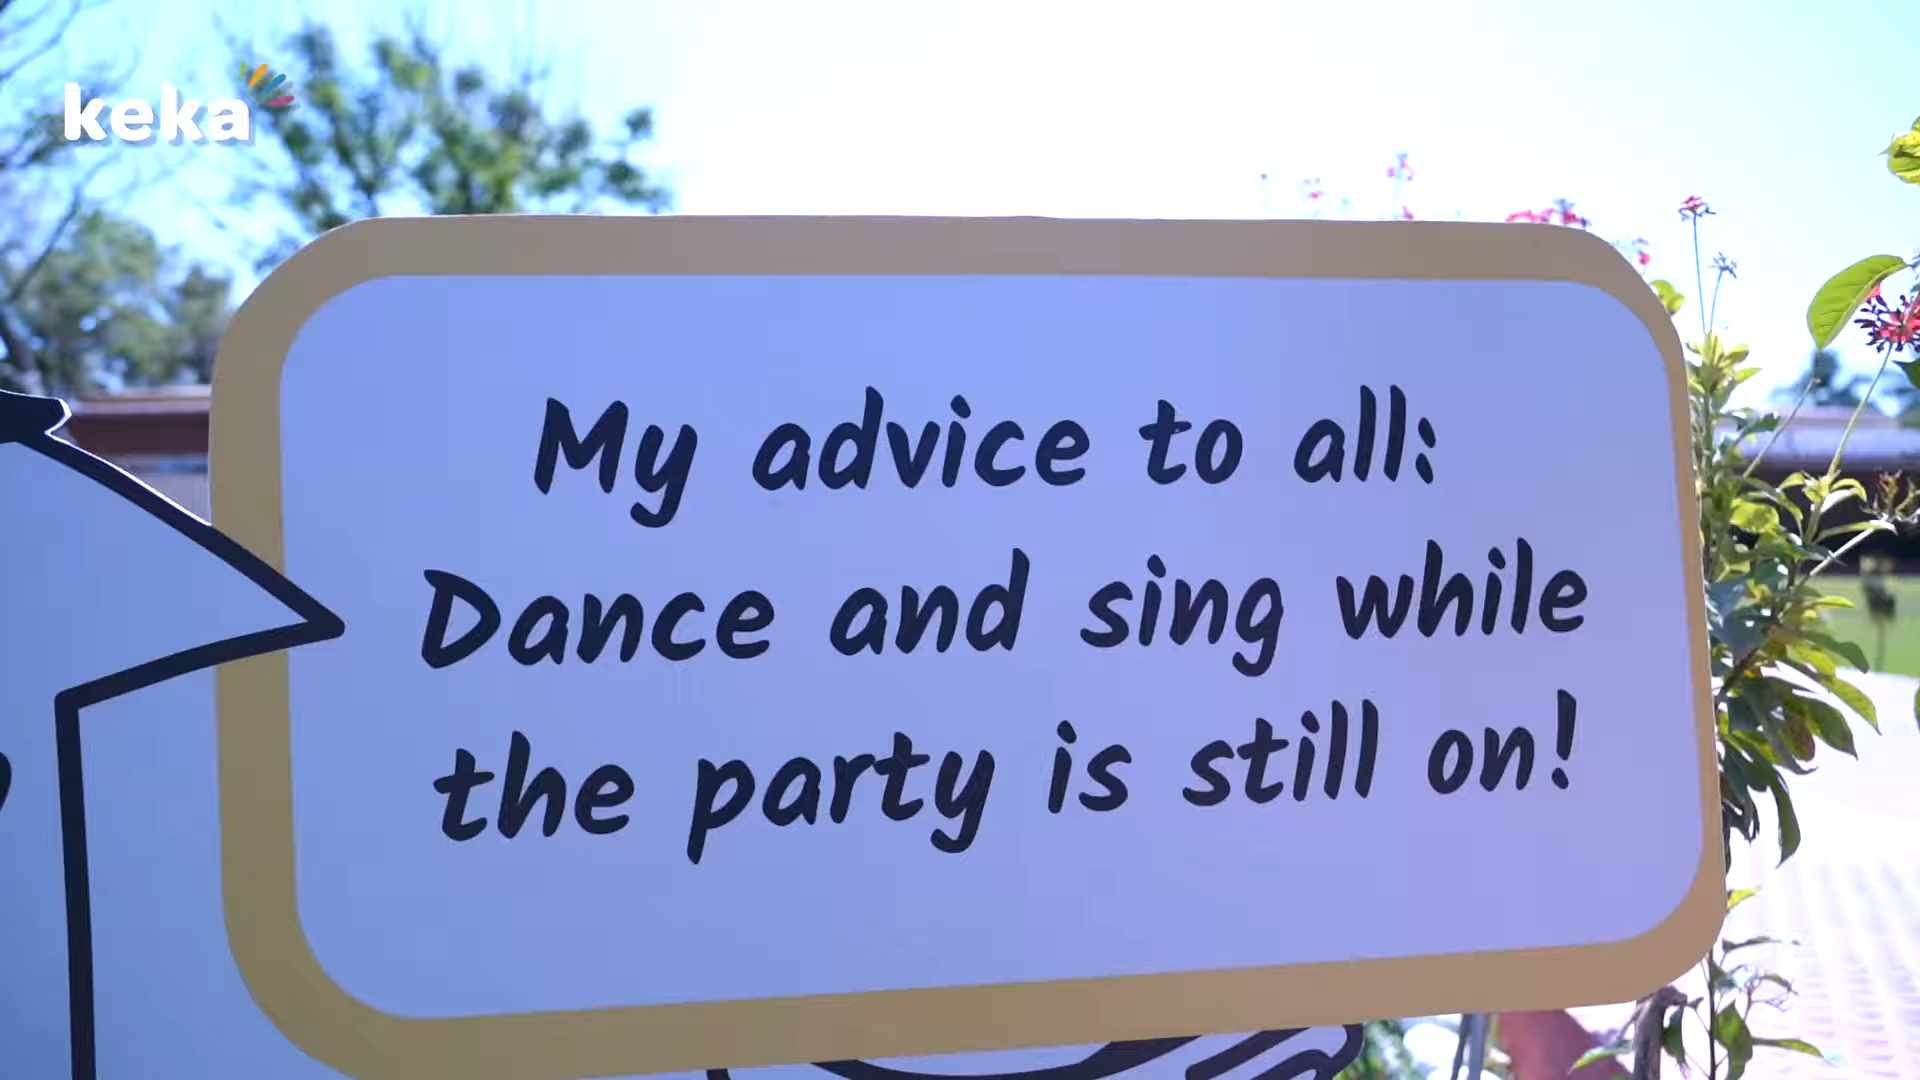 keka
My advice to all:
Dance and sing while
the party is still on!